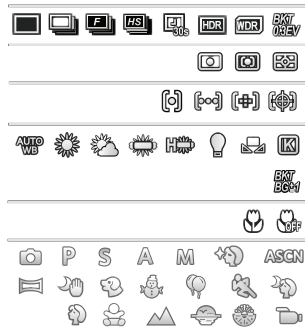 F HS 30s HDR WDR BKT 0.3EV
AUTO WB H K
BKT BG±1
OFF
P S A M ASCN